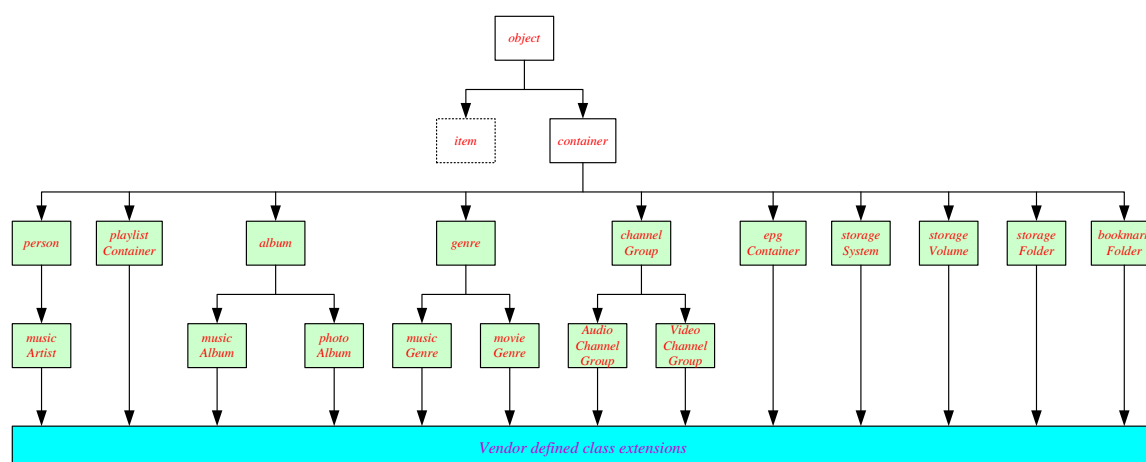 object
item
container
person
playlist
Container
album
genre
channel
Group
epg
Container
storage
System
storage
Volume
storage
Folder
bookmark
Folder
music
Artist
music
Album
photo
Album
music
Genre
movie
Genre
Audio
Channel
Group
Video
Channel
Group
Vendor defined class extensions